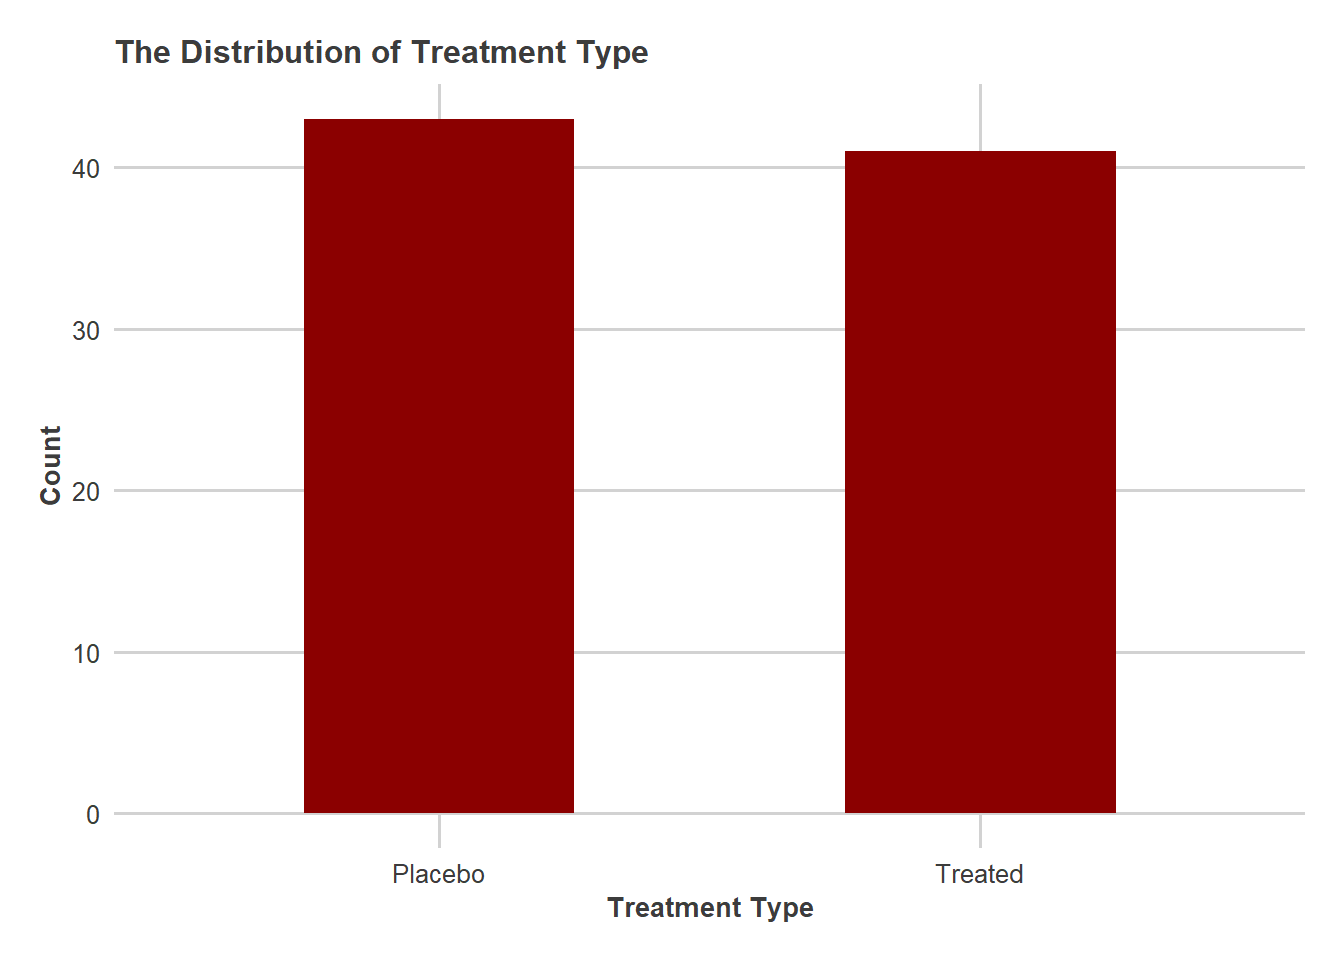 The Distribution of Treatment Type
40
30
20
10
0
Count
Placebo
Treated
Treatment Type